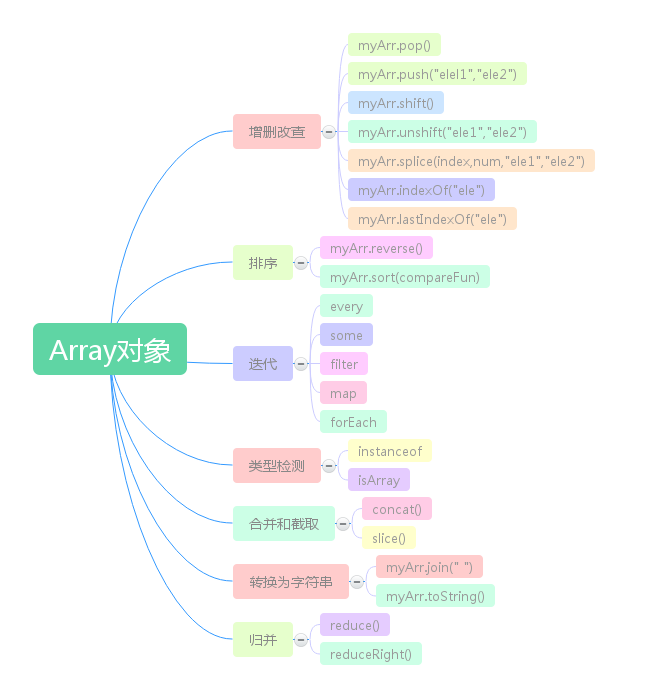 Array对象
增删改查
myArr.pop()
myArr.push("elel1","ele2")
myArr.shift()
myArr.unshift("ele1","ele2")
myArr.splice(index,num,"ele1","ele2")
myArr.indexOf("ele")
myArr.lastIndexOf("ele")
排序
myArr.reverse()
myArr.sort(compareFun)
迭代
every
some
filter
map
forEach
类型检测
instanceof
isArray
合并和截取
concat()
slice()
转换为字符串
myArr.join(" ")
myArr.toString()
归并
reduce()
reduceRight()